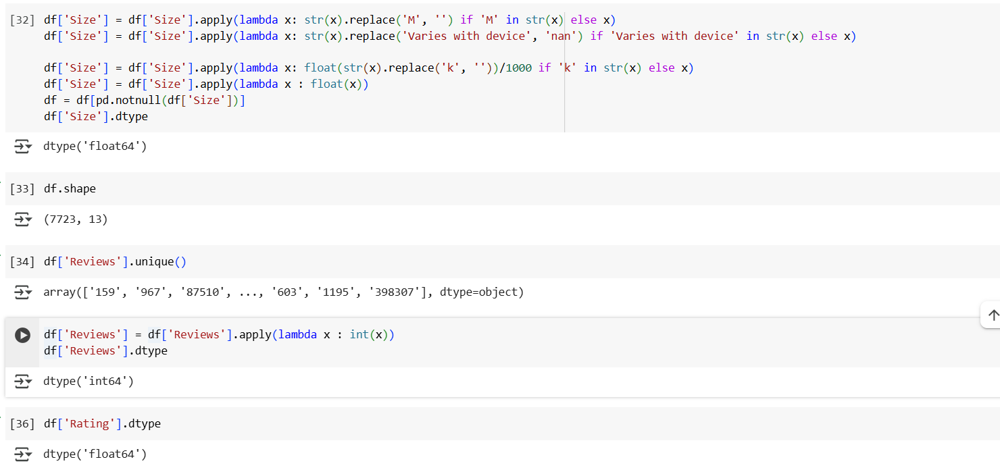 [32] df['Size'] = df['Size'].apply(lambda x: str(x).replace('M', '') if 'M' in str(x) else x)
df['Size'] = df['Size'].apply(lambda x: str(x).replace('Varies with device', 'nan') if 'Varies with device' in str(x) else x)
df['Size'] = df['Size'].apply(lambda x: float(str(x).replace('k', ''))/1000 if 'k' in str(x) else x)
df['Size'] = df['Size'].apply(lambda x : float(x))
df = df[pd.notnull(df['Size'])]
df['Size'].dtype
dtype('float64')
[33] df.shape
(7723, 13)
[34] df['Reviews'].unique()
array(['159', '967', '87510', ..., '603', '1195', '398307'], dtype=object)
df['Reviews'] = df['Reviews'].apply(lambda x : int(x))
df['Reviews'].dtype
dtype('int64')
[36] df['Rating'].dtype
dtype('float64')